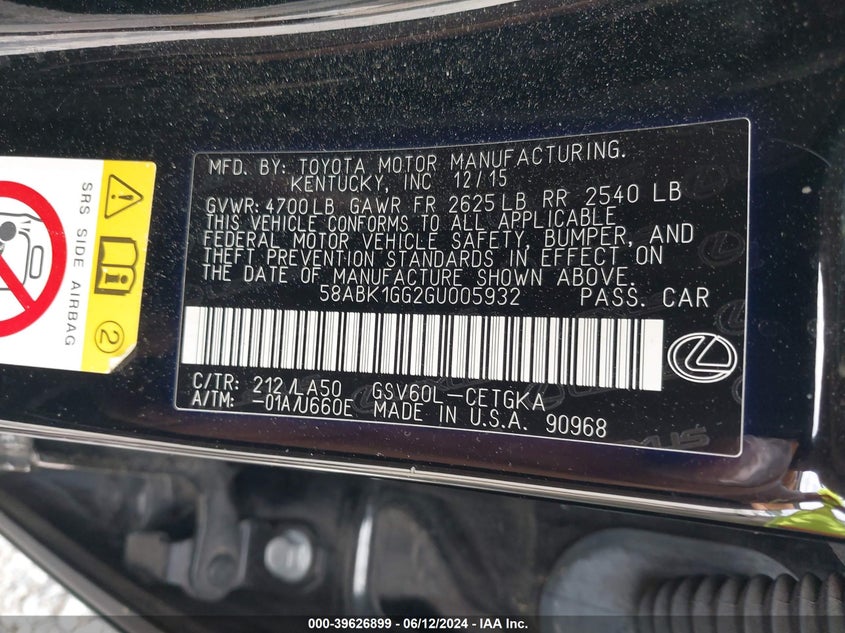 MFD. BY: TOYOTA MOTOR MANUFACTURING.
KENTUCKY, INC 12/15
GVWR: 4700LB GAWR FR 2625LB RR 2540 LB
THIS VEHICLE CONFORMS TO ALL APPLICABLE
FEDERAL MOTOR VEHICLE SAFETY, BUMPER, AND
THEFT PREVENTION STANDARDS IN EFFECT ON
THE DATE OF MANUFACTURE SHOWN ABOVE.
58ABK1GG2GU005932 PASS. CAR
C/TR: 212/LA50 GSV60L-CETGKA
A/TM: -01A/U660E MADE IN U.S.A. 90968
SRS SIDE AIRBAG
2
000-39626899 - 06/12/2024 - IAA Inc.